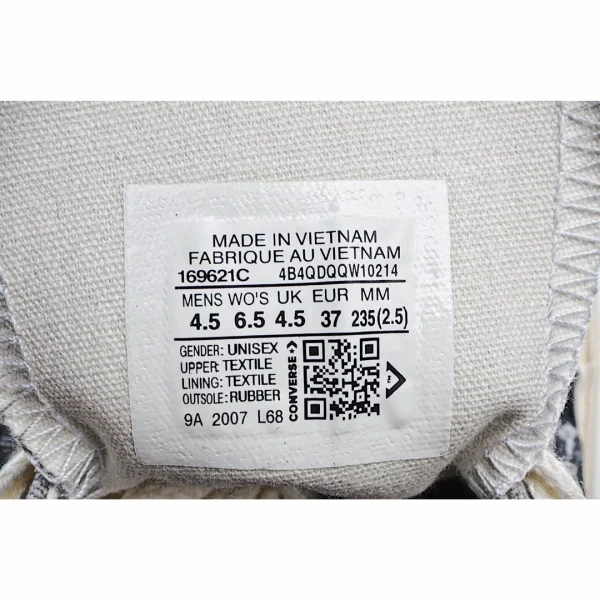 MADE IN VIETNAM
FABRIQUE AU VIETNAM
169621C 4B4QDQQW10214
MENS WO'S UK EUR MM
4.5 6.5 4.5 37 235(2.5)
GENDER: UNISEX
UPPER: TEXTILE
LINING: TEXTILE
OUTSOLE: RUBBER
9A 2007 L68
CONVERSE